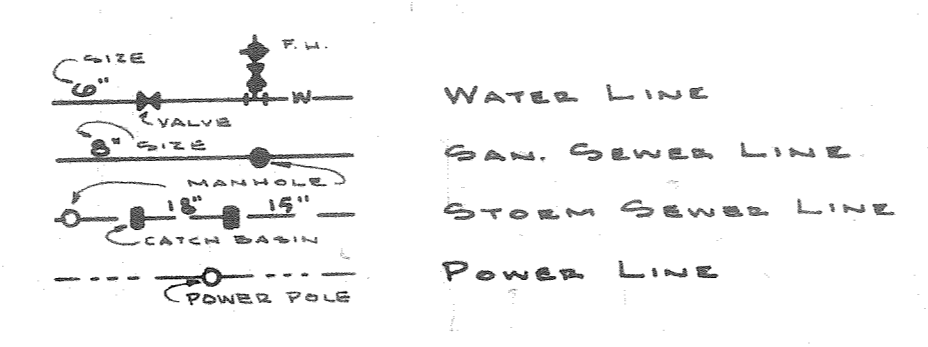 SIZE F.H.
6"
W WATER LINE
VALVE
8" SIZE SAN. SEWER LINE
MANHOLE
18" 15" STORM SEWER LINE
CATCH BASIN
POWER LINE
POWER POLE